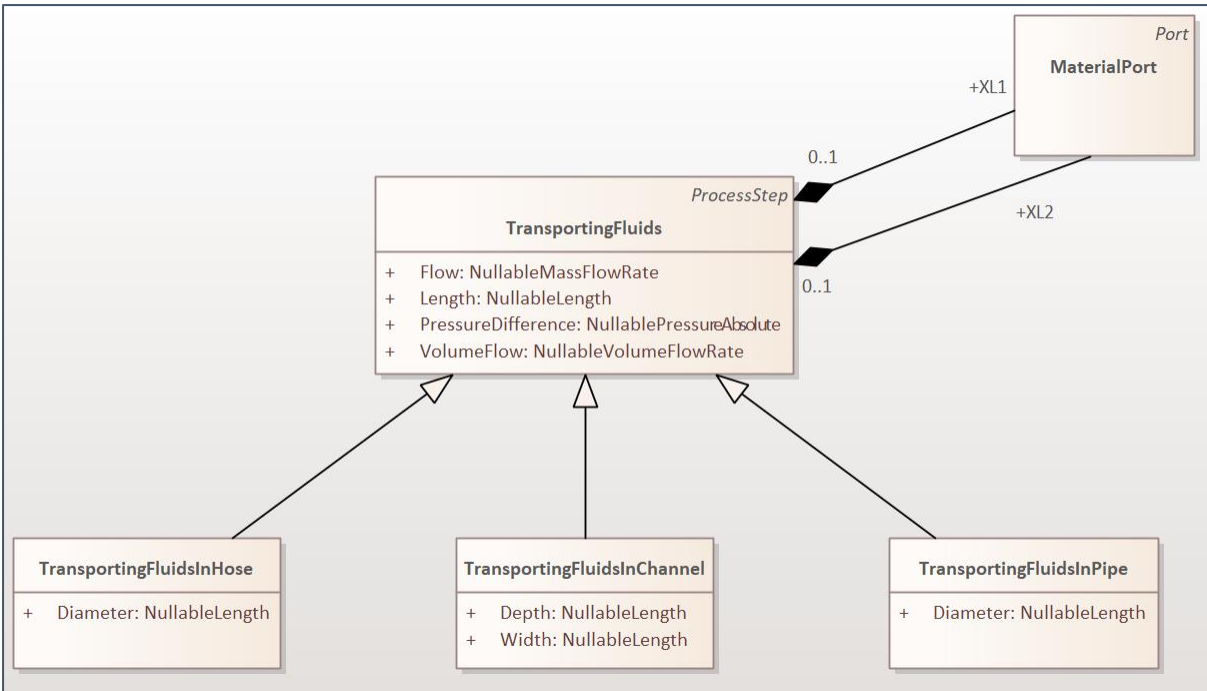 Port
MaterialPort
+XL1
0..1
+XL2
0..1
ProcessStep
TransportingFluids
+ Flow: NullableMassFlowRate
+ Length: NullableLength
+ PressureDifference: NullablePressureAbsolute
+ VolumeFlow: NullableVolumeFlowRate
TransportingFluidsInHose
+ Diameter: NullableLength
TransportingFluidsInChannel
+ Depth: NullableLength
+ Width: NullableLength
TransportingFluidsInPipe
+ Diameter: NullableLength